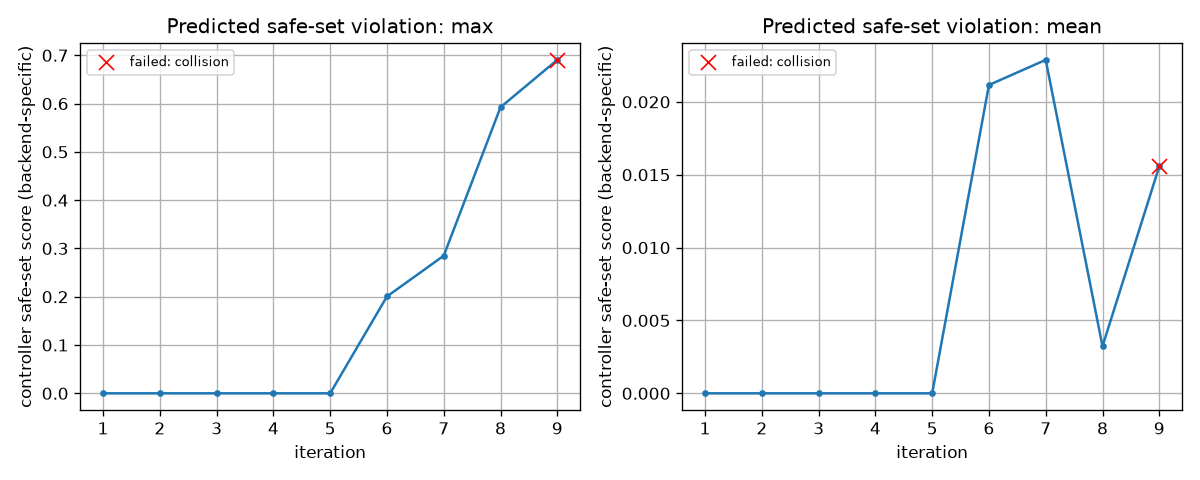 Predicted safe-set violation: max
controller safe-set score (backend-specific)
failed: collision
0.7
0.6
0.5
0.4
0.3
0.2
0.1
0.0
1 2 3 4 5 6 7 8 9
iteration
Predicted safe-set violation: mean
controller safe-set score (backend-specific)
failed: collision
0.020
0.015
0.010
0.005
0.000
1 2 3 4 5 6 7 8 9
iteration